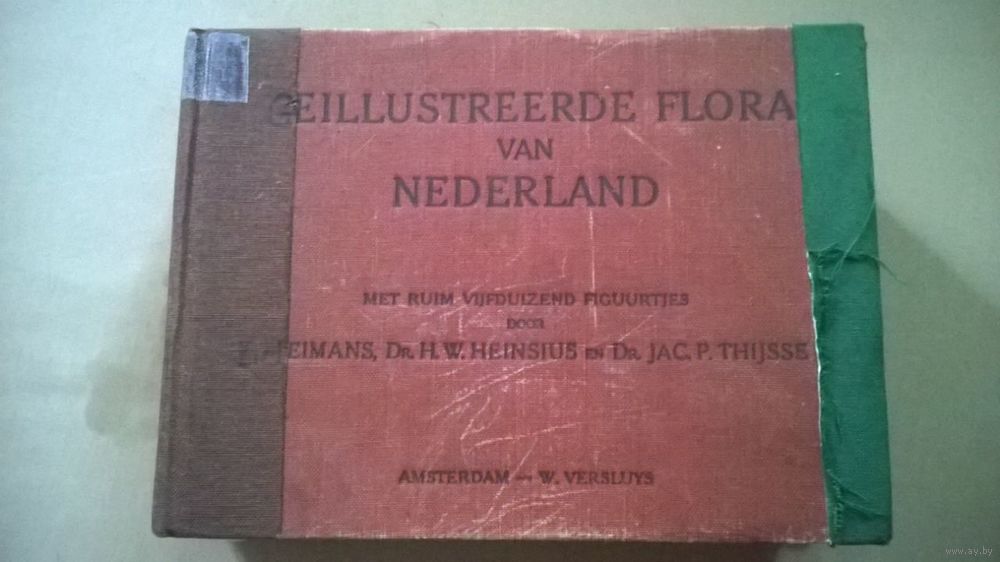 GEILLUSTREERDE FLORA
VAN
NEDERLAND
MET RUIM VIJFDUIZEND FIGUURTJES
DOOR
HEIMANS, DR. H. W. HEINSIUS EN DR. JAC. P. THIJSSE
AMSTERDAM — W. VERSLUYS
www.ay.by